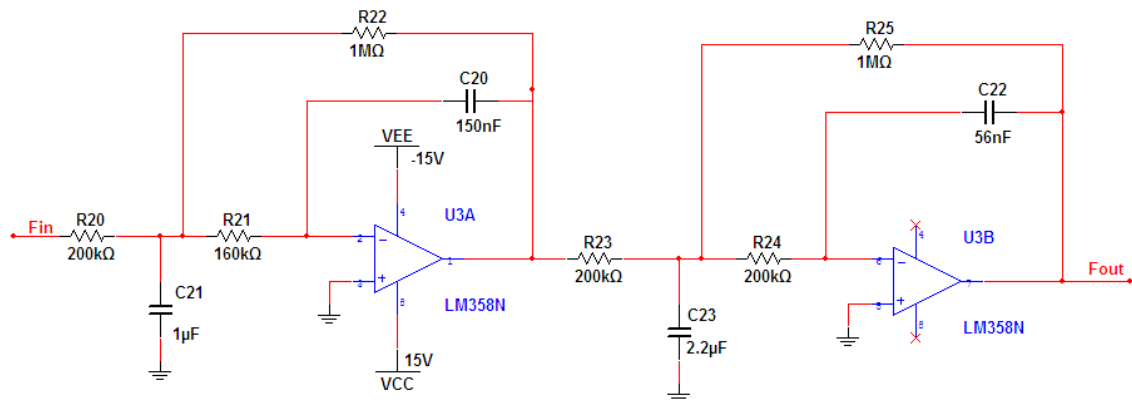 R22
1MΩ
C20
150nF
VEE
-15V
4
U3A
Fin
R20
200kΩ
R21
160kΩ
2
1
3
8
LM358N
C21
1µF
15V
VCC
R23
200kΩ
R25
1MΩ
C22
56nF
R24
200kΩ
4
U3B
6
7
5
8
LM358N
Fout
C23
2.2µF